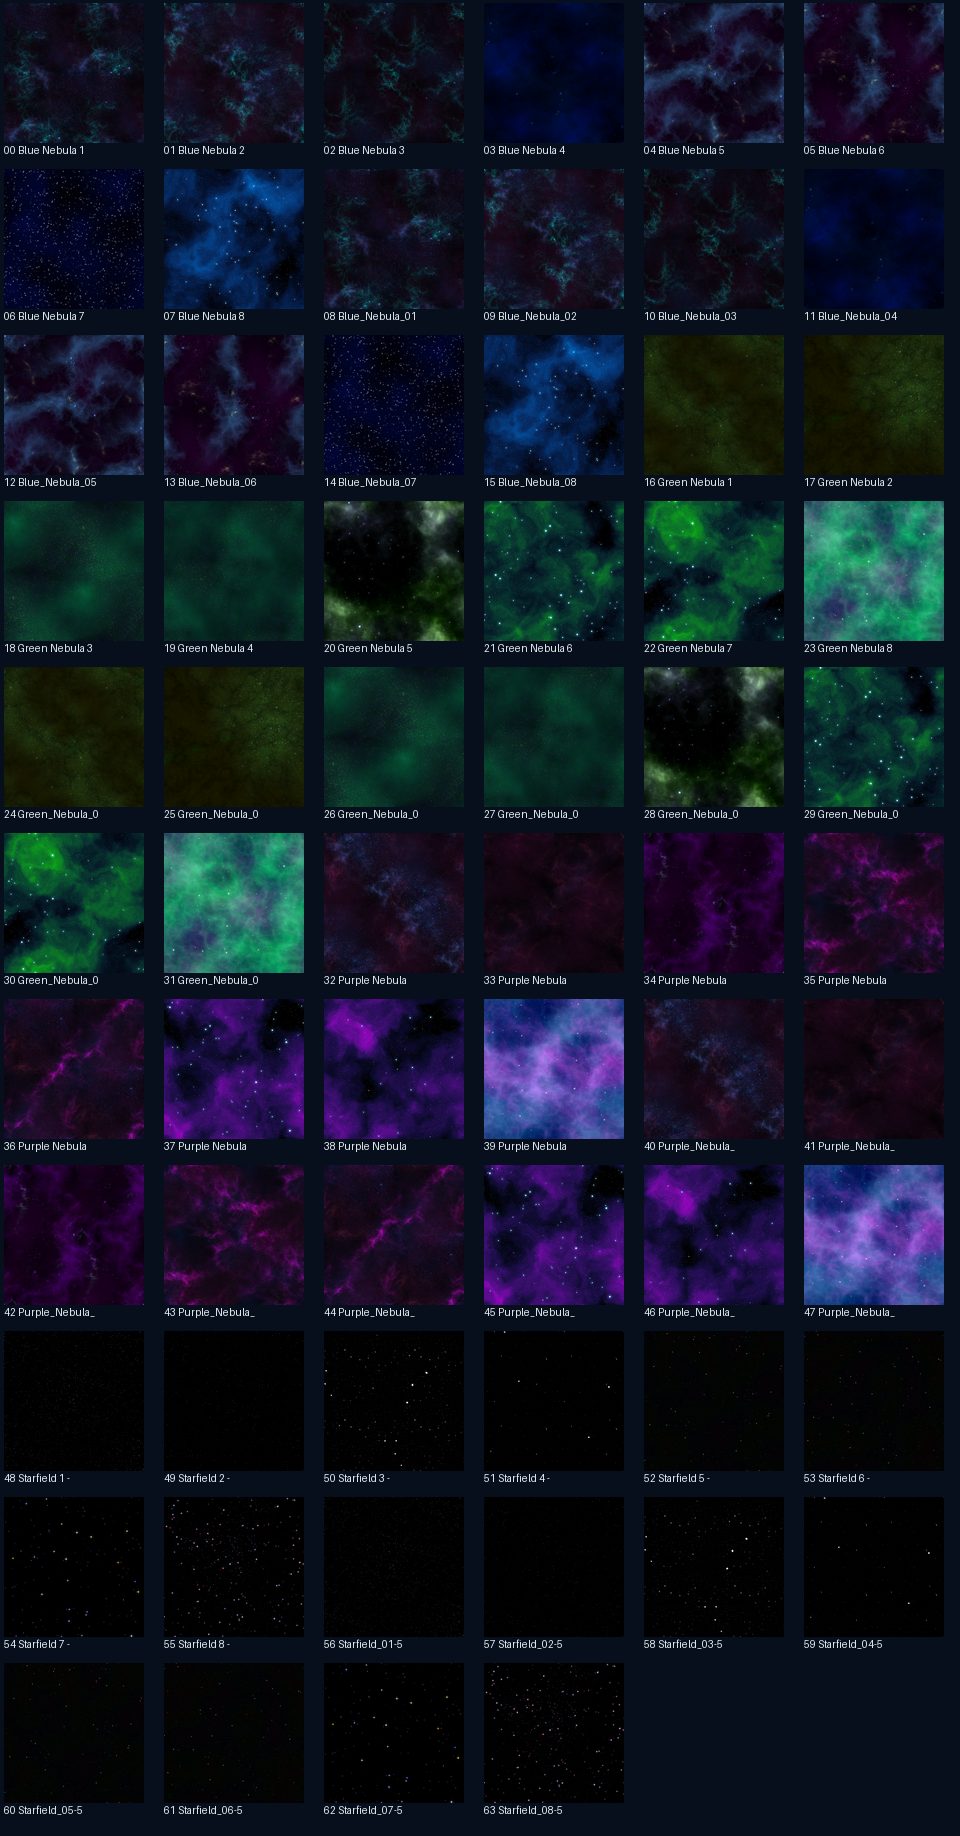 00 Blue Nebula 1
01 Blue Nebula 2
02 Blue Nebula 3
03 Blue Nebula 4
04 Blue Nebula 5
05 Blue Nebula 6
06 Blue Nebula 7
07 Blue Nebula 8
08 Blue_Nebula_01
09 Blue_Nebula_02
10 Blue_Nebula_03
11 Blue_Nebula_04
12 Blue_Nebula_05
13 Blue_Nebula_06
14 Blue_Nebula_07
15 Blue_Nebula_08
16 Green Nebula 1
17 Green Nebula 2
18 Green Nebula 3
19 Green Nebula 4
20 Green Nebula 5
21 Green Nebula 6
22 Green Nebula 7
23 Green Nebula 8
24 Green_Nebula_0
25 Green_Nebula_0
26 Green_Nebula_0
27 Green_Nebula_0
28 Green_Nebula_0
29 Green_Nebula_0
30 Green_Nebula_0
31 Green_Nebula_0
32 Purple Nebula
33 Purple Nebula
34 Purple Nebula
35 Purple Nebula
36 Purple Nebula
37 Purple Nebula
38 Purple Nebula
39 Purple Nebula
40 Purple_Nebula_
41 Purple_Nebula_
42 Purple_Nebula_
43 Purple_Nebula_
44 Purple_Nebula_
45 Purple_Nebula_
46 Purple_Nebula_
47 Purple_Nebula_
48 Starfield 1 -
49 Starfield 2 -
50 Starfield 3 -
51 Starfield 4 -
52 Starfield 5 -
53 Starfield 6 -
54 Starfield 7 -
55 Starfield 8 -
56 Starfield_01-5
57 Starfield_02-5
58 Starfield_03-5
59 Starfield_04-5
60 Starfield_05-5
61 Starfield_06-5
62 Starfield_07-5
63 Starfield_08-5